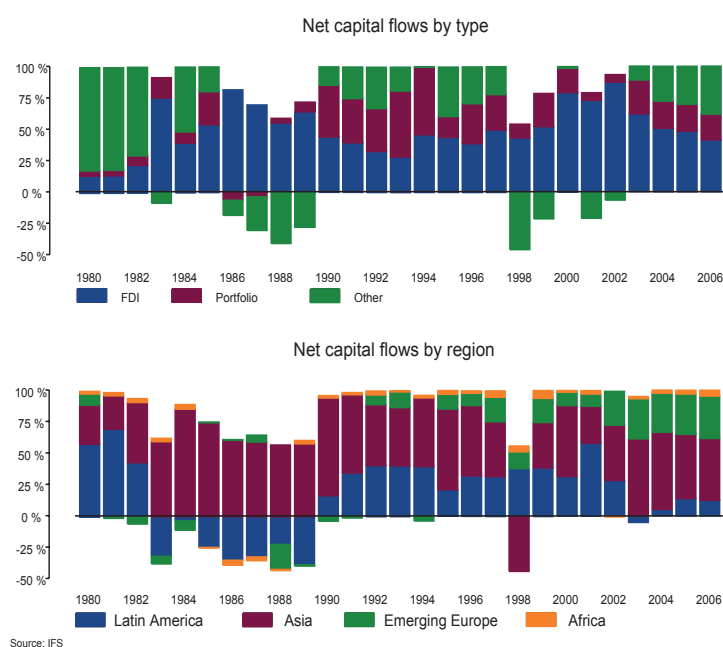 Net capital flows by type
100 %
75 %
50 %
25 %
0 %
-25 %
-50 %
1980 1982 1984 1986 1988 1990 1992 1994 1996 1998 2000 2002 2004 2006
FDI Portfolio Other
Net capital flows by region
100 %
75 %
50 %
25 %
0 %
-25 %
-50 %
1980 1982 1984 1986 1988 1990 1992 1994 1996 1998 2000 2002 2004 2006
Latin America Asia Emerging Europe Africa
Source: IFS